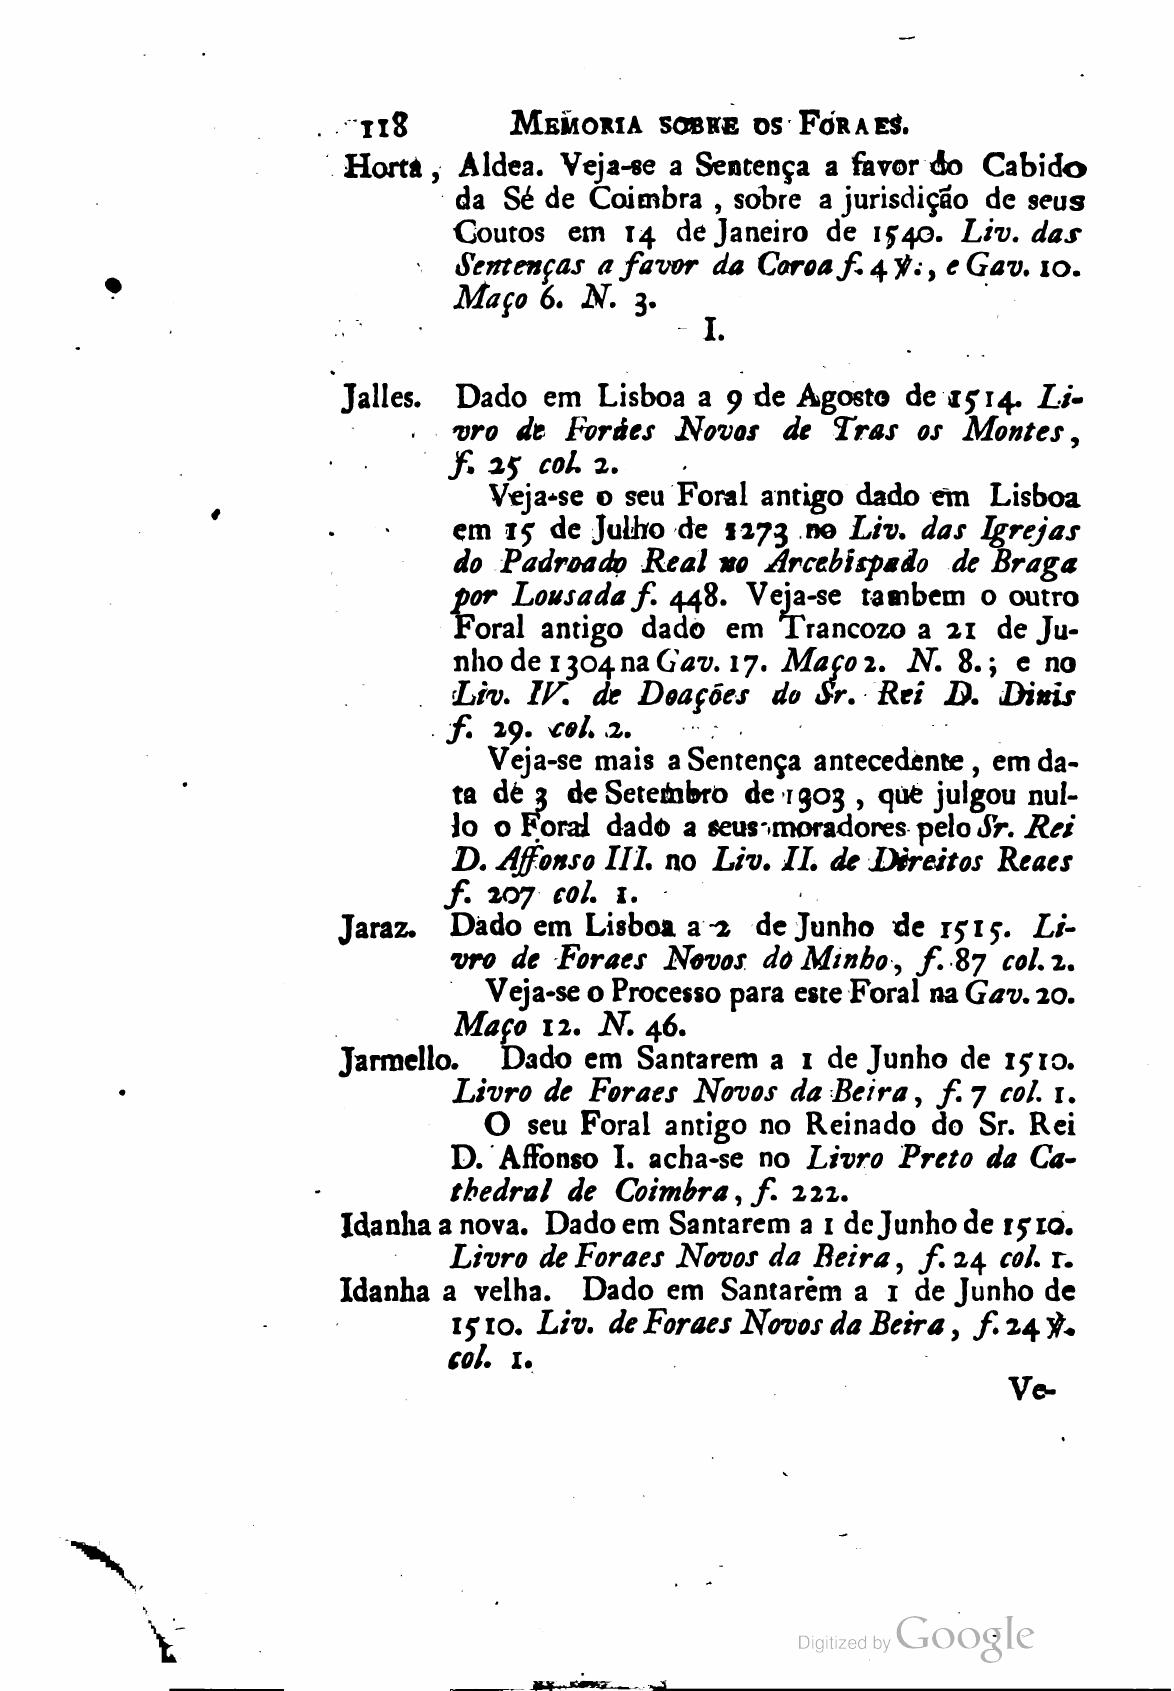 118 MEMORIA SOBRE OS FORAES.
Horta, Aldea. Veja-se a Sentença a favor do Cabido
da Sé de Coimbra , sobre a jurisdição de seus
Coutos em 14 de Janeiro de 1540. Liv. das
Sentenças a favor da Coroa f. 4 ℣., e Gav. 10.
Maço 6. N. 3.
I.
Jalles. Dado em Lisboa a 9 de Agosto de 1514. Li-
vro de Foraes Novos de Tras os Montes,
f. 25 col. 2.
Veja-se o seu Foral antigo dado em Lisboa
em 15 de Julho de 1273 no Liv. das Igrejas
do Padroado Real no Arcebispado de Braga
por Lousada f. 448. Veja-se tambem o outro
Foral antigo dado em Trancozo a 21 de Ju-
nho de 1304 na Gav. 17. Maço 2. N. 8.; e no
Liv. IV. de Doações do Sr. Rei D. Dinis
f. 29. col. 2.
Veja-se mais a Sentença antecedente, em da-
ta de 3 de Setembro de 1303, que julgou nul-
lo o Foral dado a seus moradores pelo Sr. Rei
D. Affonso III. no Liv. II. de Direitos Reaes
f. 207 col. 1.
Jaraz. Dado em Lisboa a 2 de Junho de 1515. Li-
vro de Foraes Novos do Minho, f. 87 col. 2.
Veja-se o Processo para este Foral na Gav. 20.
Maço 12. N. 46.
Jarmello. Dado em Santarem a 1 de Junho de 1510.
Livro de Foraes Novos da Beira, f. 7 col. 1.
O seu Foral antigo no Reinado do Sr. Rei
D. Affonso I. acha-se no Livro Preto da Ca-
thedral de Coimbra, f. 222.
Idanha a nova. Dado em Santarem a 1 de Junho de 1510.
Livro de Foraes Novos da Beira, f. 24 col. 1.
Idanha a velha. Dado em Santarem a 1 de Junho de
1510. Liv. de Foraes Novos da Beira, f. 24 ℣.
col. 1.
Ve-
Digitized by Google